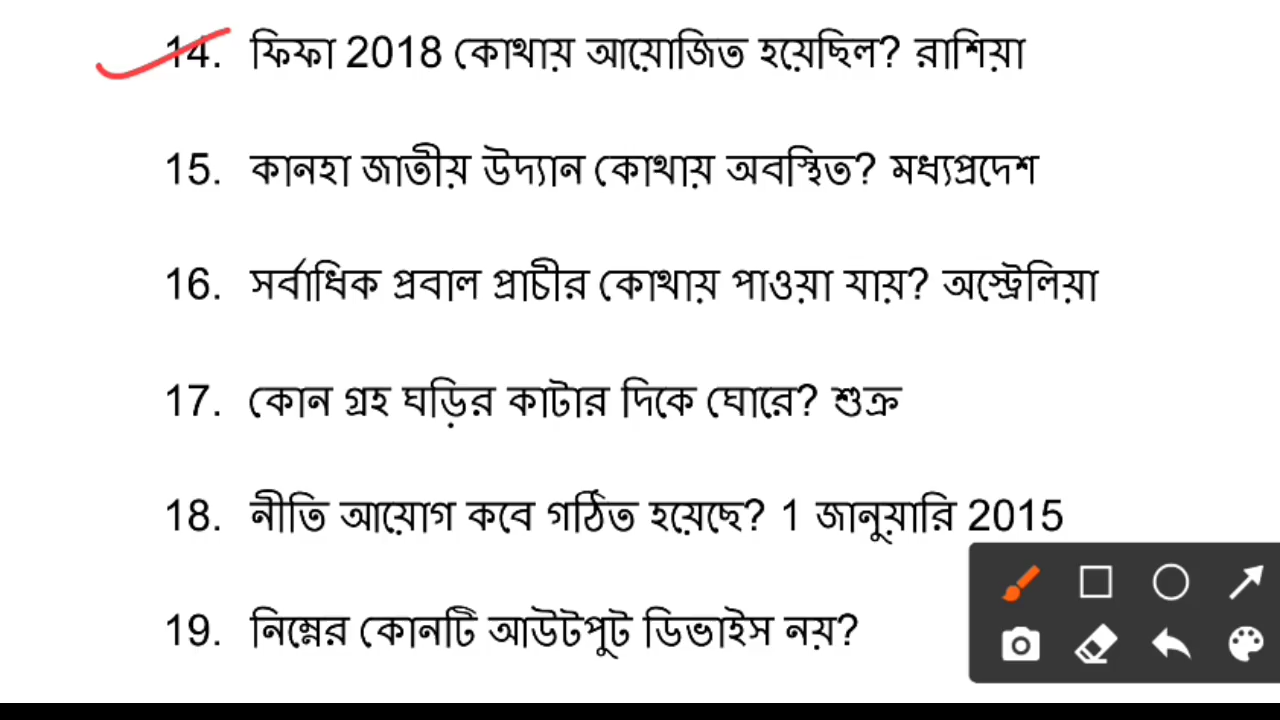 14. ফিফা 2018 কোথায় আয়োজিত হয়েছিল? রাশিয়া
15. কানহা জাতীয় উদ্যান কোথায় অবস্থিত? মধ্যপ্রদেশ
16. সর্বাধিক প্রবাল প্রাচীর কোথায় পাওয়া যায়? অস্ট্রেলিয়া
17. কোন গ্রহ ঘড়ির কাটার দিকে ঘোরে? শুক্র
18. নীতি আয়োগ কবে গঠিত হয়েছে? 1 জানুয়ারি 2015
19. নিম্নের কোনটি আউটপুট ডিভাইস নয়?